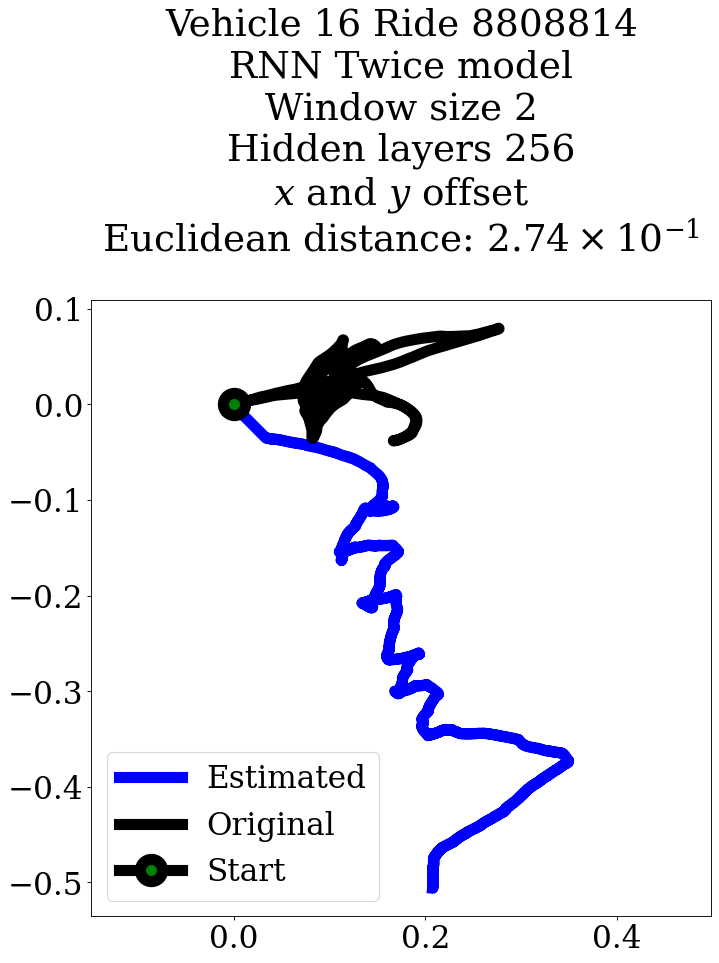 Vehicle 16 Ride 8808814
RNN Twice model
Window size 2
Hidden layers 256
x and y offset
Euclidean distance: 2.74 × 10⁻¹
0.1
0.0
−0.1
−0.2
−0.3
−0.4
−0.5
Estimated
Original
Start
0.0 0.2 0.4